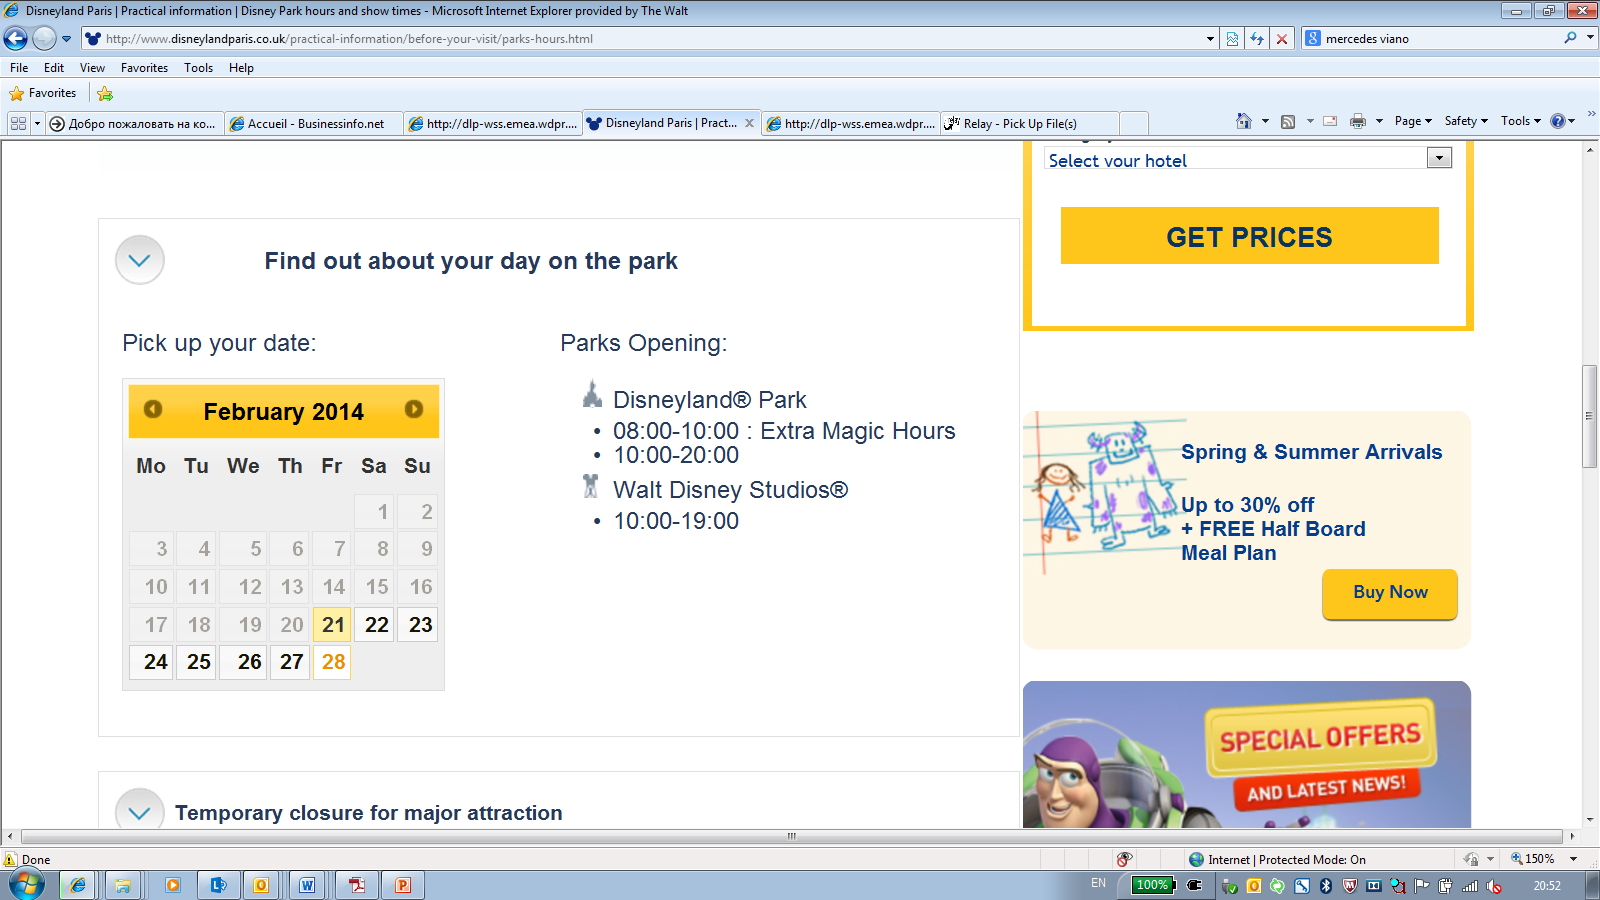 Disneyland Paris | Practical information | Disney Park hours and show times - Microsoft Internet Explorer provided by The Walt
http://www.disneylandparis.co.uk/practical-information/before-your-visit/parks-hours.html
mercedes viano
File Edit View Favorites Tools Help
Favorites
Добро пожаловать на ко...
Accueil - Businessinfo.net
http://dlp-wss.emea.wdpr....
Disneyland Paris | Pract...
http://dlp-wss.emea.wdpr....
Relay - Pick Up File(s)
Page Safety Tools
Select your hotel
GET PRICES
Find out about your day on the park
Pick up your date:
February 2014
Mo Tu We Th Fr Sa Su
1 2
3 4 5 6 7 8 9
10 11 12 13 14 15 16
17 18 19 20 21 22 23
24 25 26 27 28
Parks Opening:
Disneyland® Park
• 08:00-10:00 : Extra Magic Hours
• 10:00-20:00
Walt Disney Studios®
• 10:00-19:00
Spring & Summer Arrivals
Up to 30% off
+ FREE Half Board
Meal Plan
Buy Now
SPECIAL OFFERS
AND LATEST NEWS!
Temporary closure for major attraction
Done
Internet | Protected Mode: On
150%
EN
100%
20:52